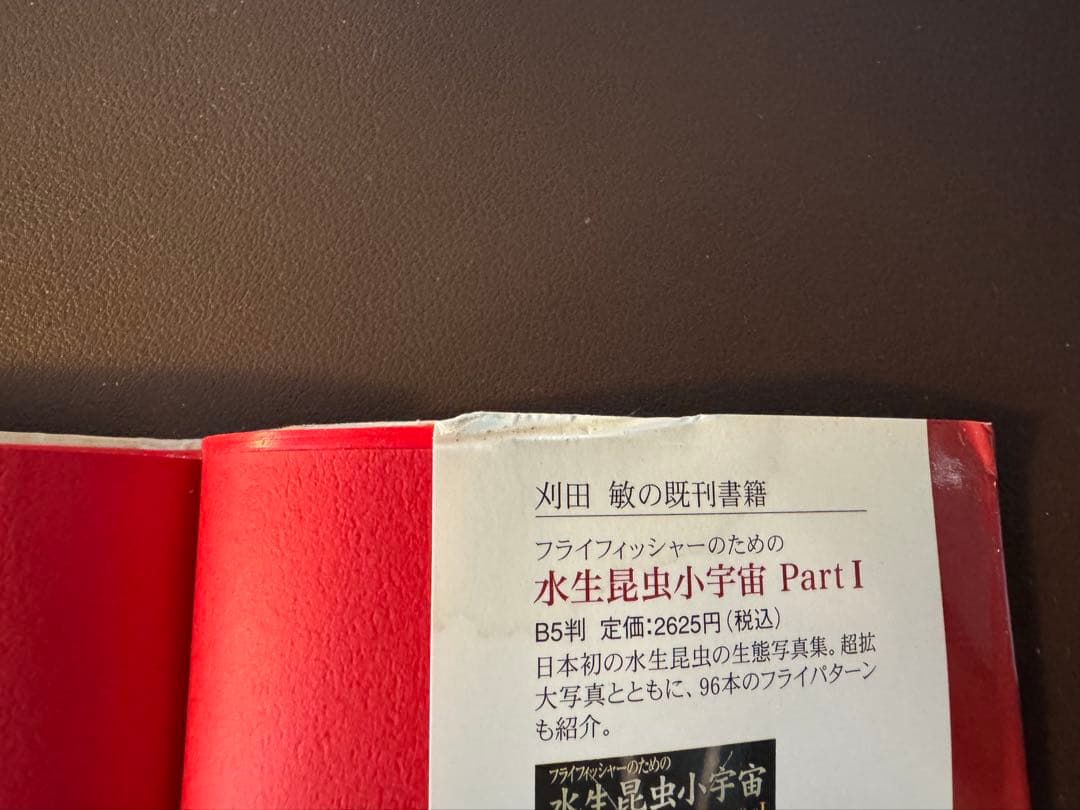 刈田 敏の既刊書籍
フライフィッシャーのための
水生昆虫小宇宙 Part I
B5判 定価:2625円(税込)
日本初の水生昆虫の生態写真集。超拡
大写真とともに、96本のフライパターン
も紹介。
フライフィッシャーのための
水生昆虫小宇宙